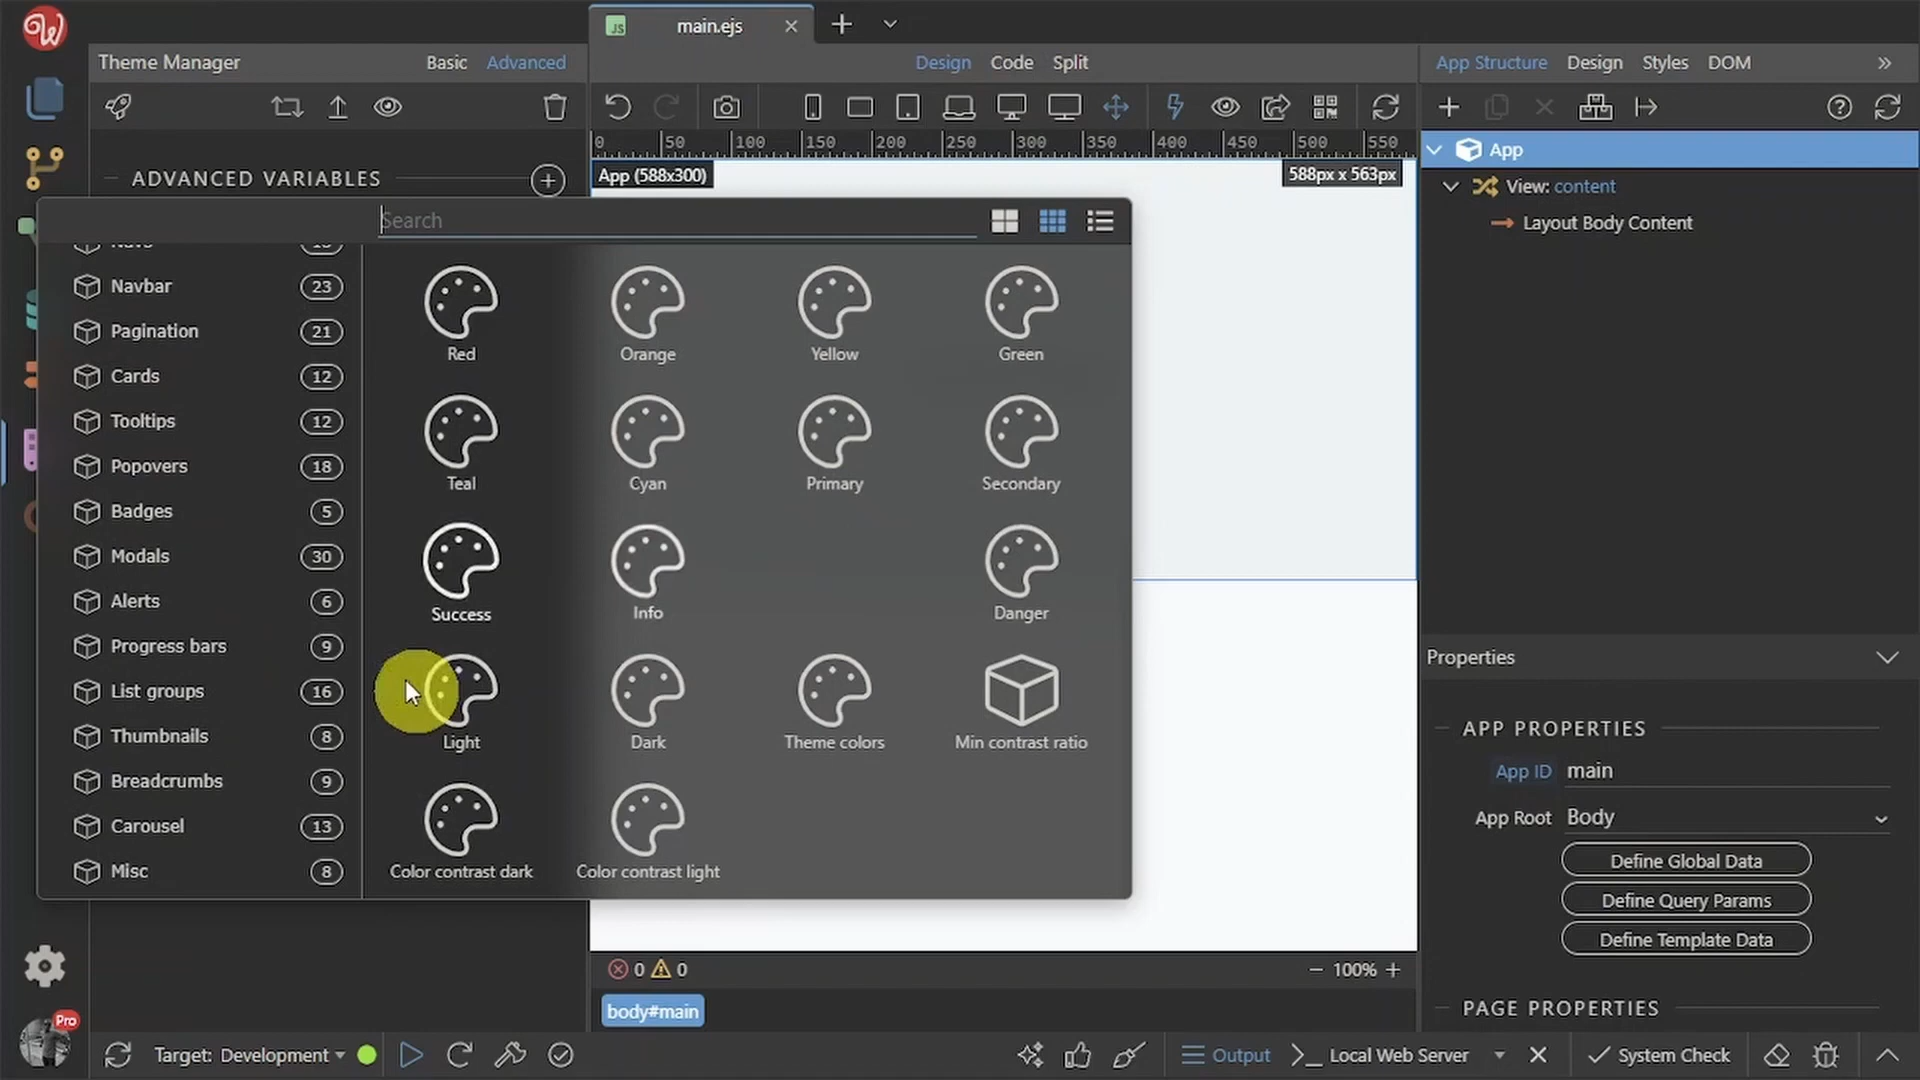 main.ejs
Theme Manager
Basic
Advanced
Design
Code
Split
App Structure
Design
Styles
DOM
ADVANCED VARIABLES
0
50
100
150
200
250
300
350
400
450
500
550
App (588x300)
588px x 563px
App
View: content
Layout Body Content
Search
Navbar
23
Pagination
21
Cards
12
Tooltips
12
Popovers
18
Badges
5
Modals
30
Alerts
6
Progress bars
9
List groups
16
Thumbnails
8
Breadcrumbs
9
Carousel
13
Misc
8
Red
Orange
Yellow
Green
Teal
Cyan
Primary
Secondary
Success
Info
Danger
Light
Dark
Theme colors
Min contrast ratio
Color contrast dark
Color contrast light
Properties
APP PROPERTIES
App ID
main
App Root
Body
Define Global Data
Define Query Params
Define Template Data
PAGE PROPERTIES
0
0
100%
body#main
Pro
Target: Development
Output
Local Web Server
System Check